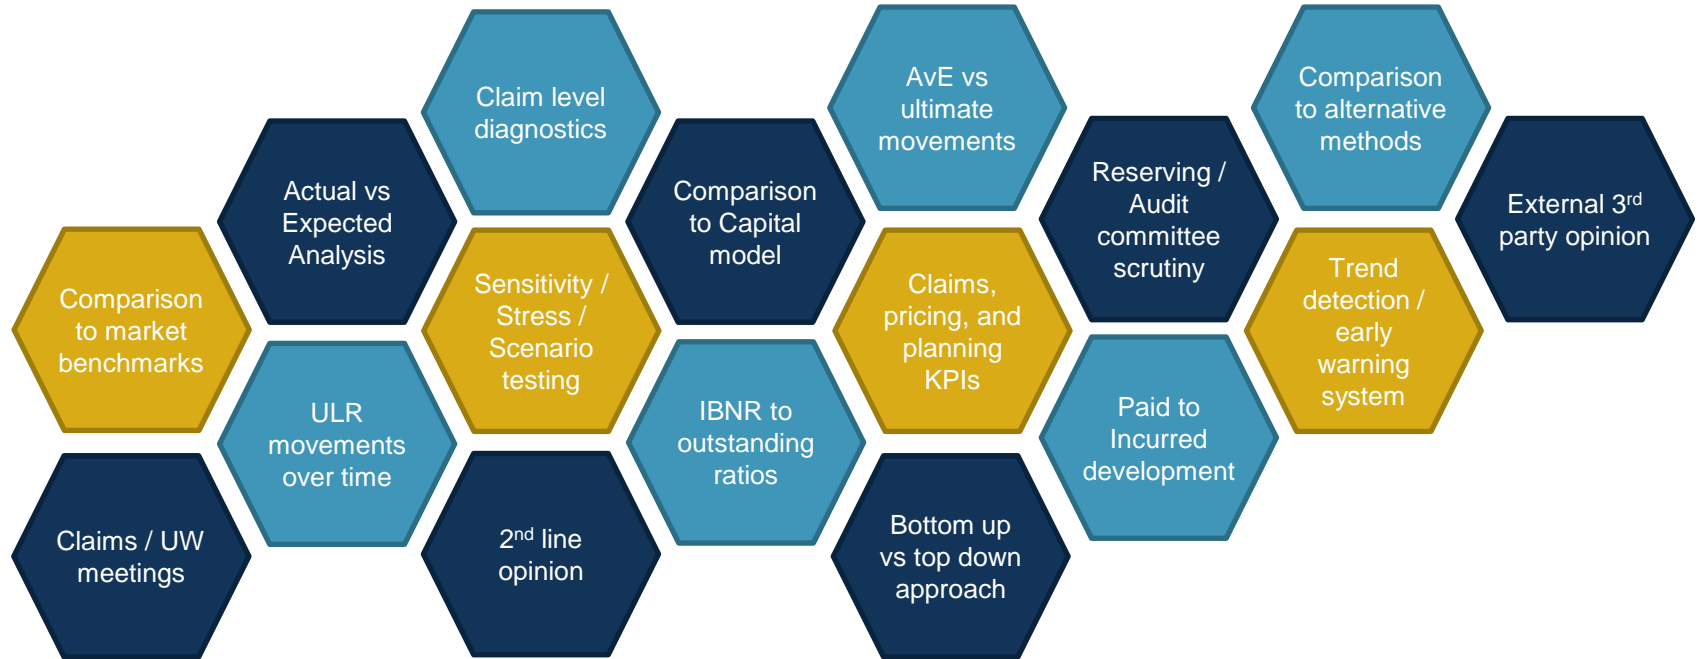 Claim level
diagnostics
AvE vs
ultimate
movements
Comparison
to alternative
methods
Actual vs
Expected
Analysis
Comparison
to Capital
model
Reserving /
Audit
committee
scrutiny
External 3rd
party opinion
Comparison
to market
benchmarks
Sensitivity /
Stress /
Scenario
testing
Claims,
pricing, and
planning
KPIs
Trend
detection /
early
warning
system
ULR
movements
over time
IBNR to
outstanding
ratios
Paid to
Incurred
development
Claims / UW
meetings
2nd line
opinion
Bottom up
vs top down
approach